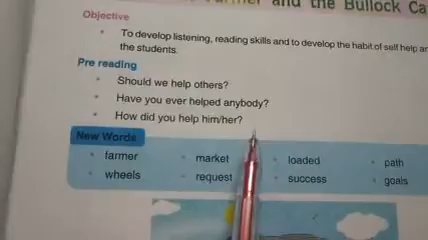 and the Bullock Ca
Objective
To develop listening, reading skills and to develop the habit of self help
the students.
Pre reading
Should we help others?
Have you ever helped anybody?
How did you help him/her?
New Words
farmer market loaded path
wheels request success goals